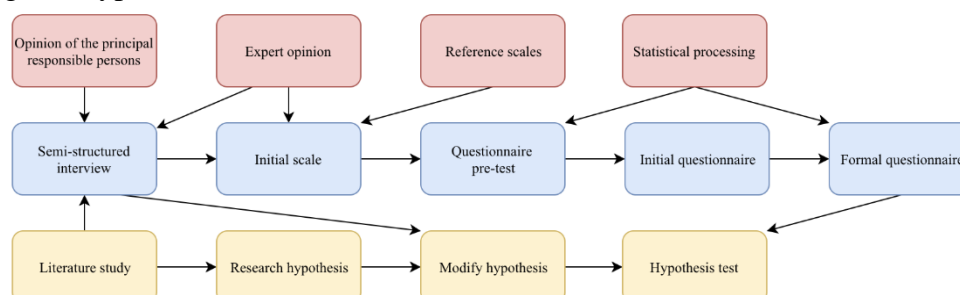 Opinion of the principal
responsible persons
Expert opinion
Reference scales
Statistical processing
Semi-structured
interview
Initial scale
Questionnaire
pre-test
Initial questionnaire
Formal questionnaire
Literature study
Research hypothesis
Modify hypothesis
Hypothesis test